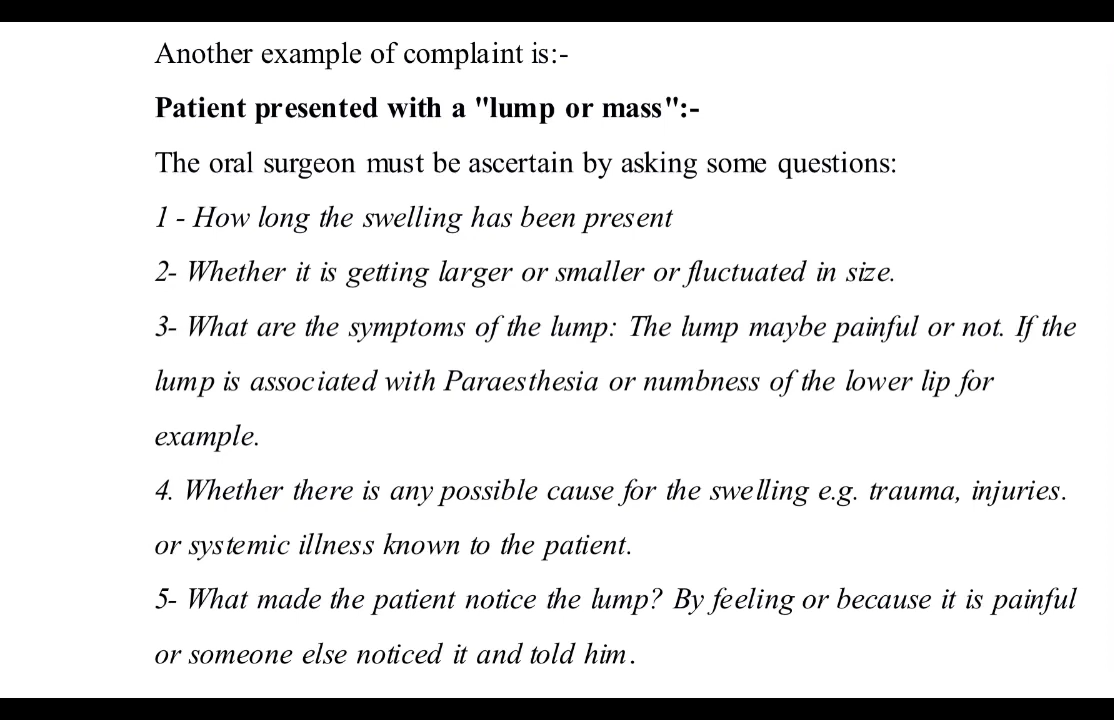 Another example of complaint is:-
Patient presented with a "lump or mass":-
The oral surgeon must be ascertain by asking some questions:
1 - How long the swelling has been present
2- Whether it is getting larger or smaller or fluctuated in size.
3- What are the symptoms of the lump: The lump maybe painful or not. If the
lump is associated with Paraesthesia or numbness of the lower lip for
example.
4. Whether there is any possible cause for the swelling e.g. trauma, injuries.
or systemic illness known to the patient.
5- What made the patient notice the lump? By feeling or because it is painful
or someone else noticed it and told him.